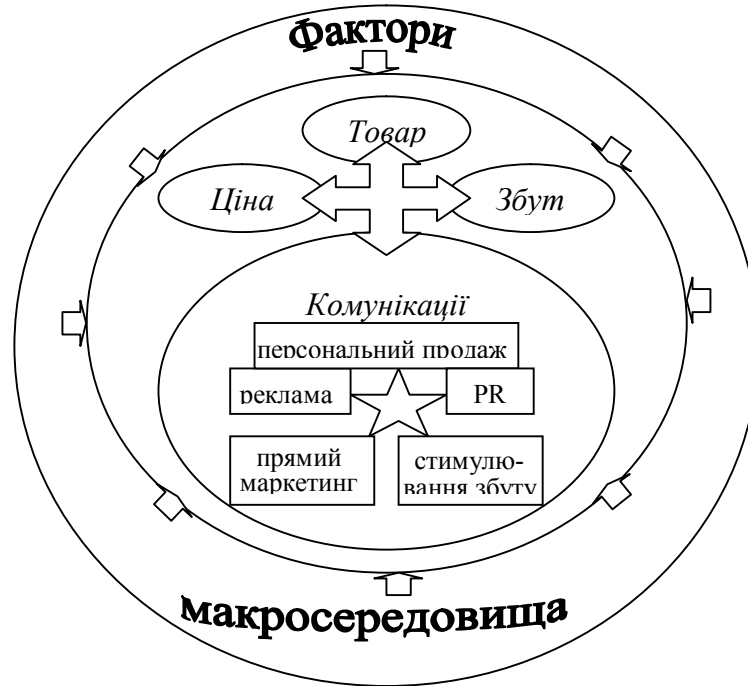 Фактори
Товар
Ціна
Збут
Комунікації
персональний продаж
реклама
PR
прямий
маркетинг
стимулю-
вання збуту
макросередовища